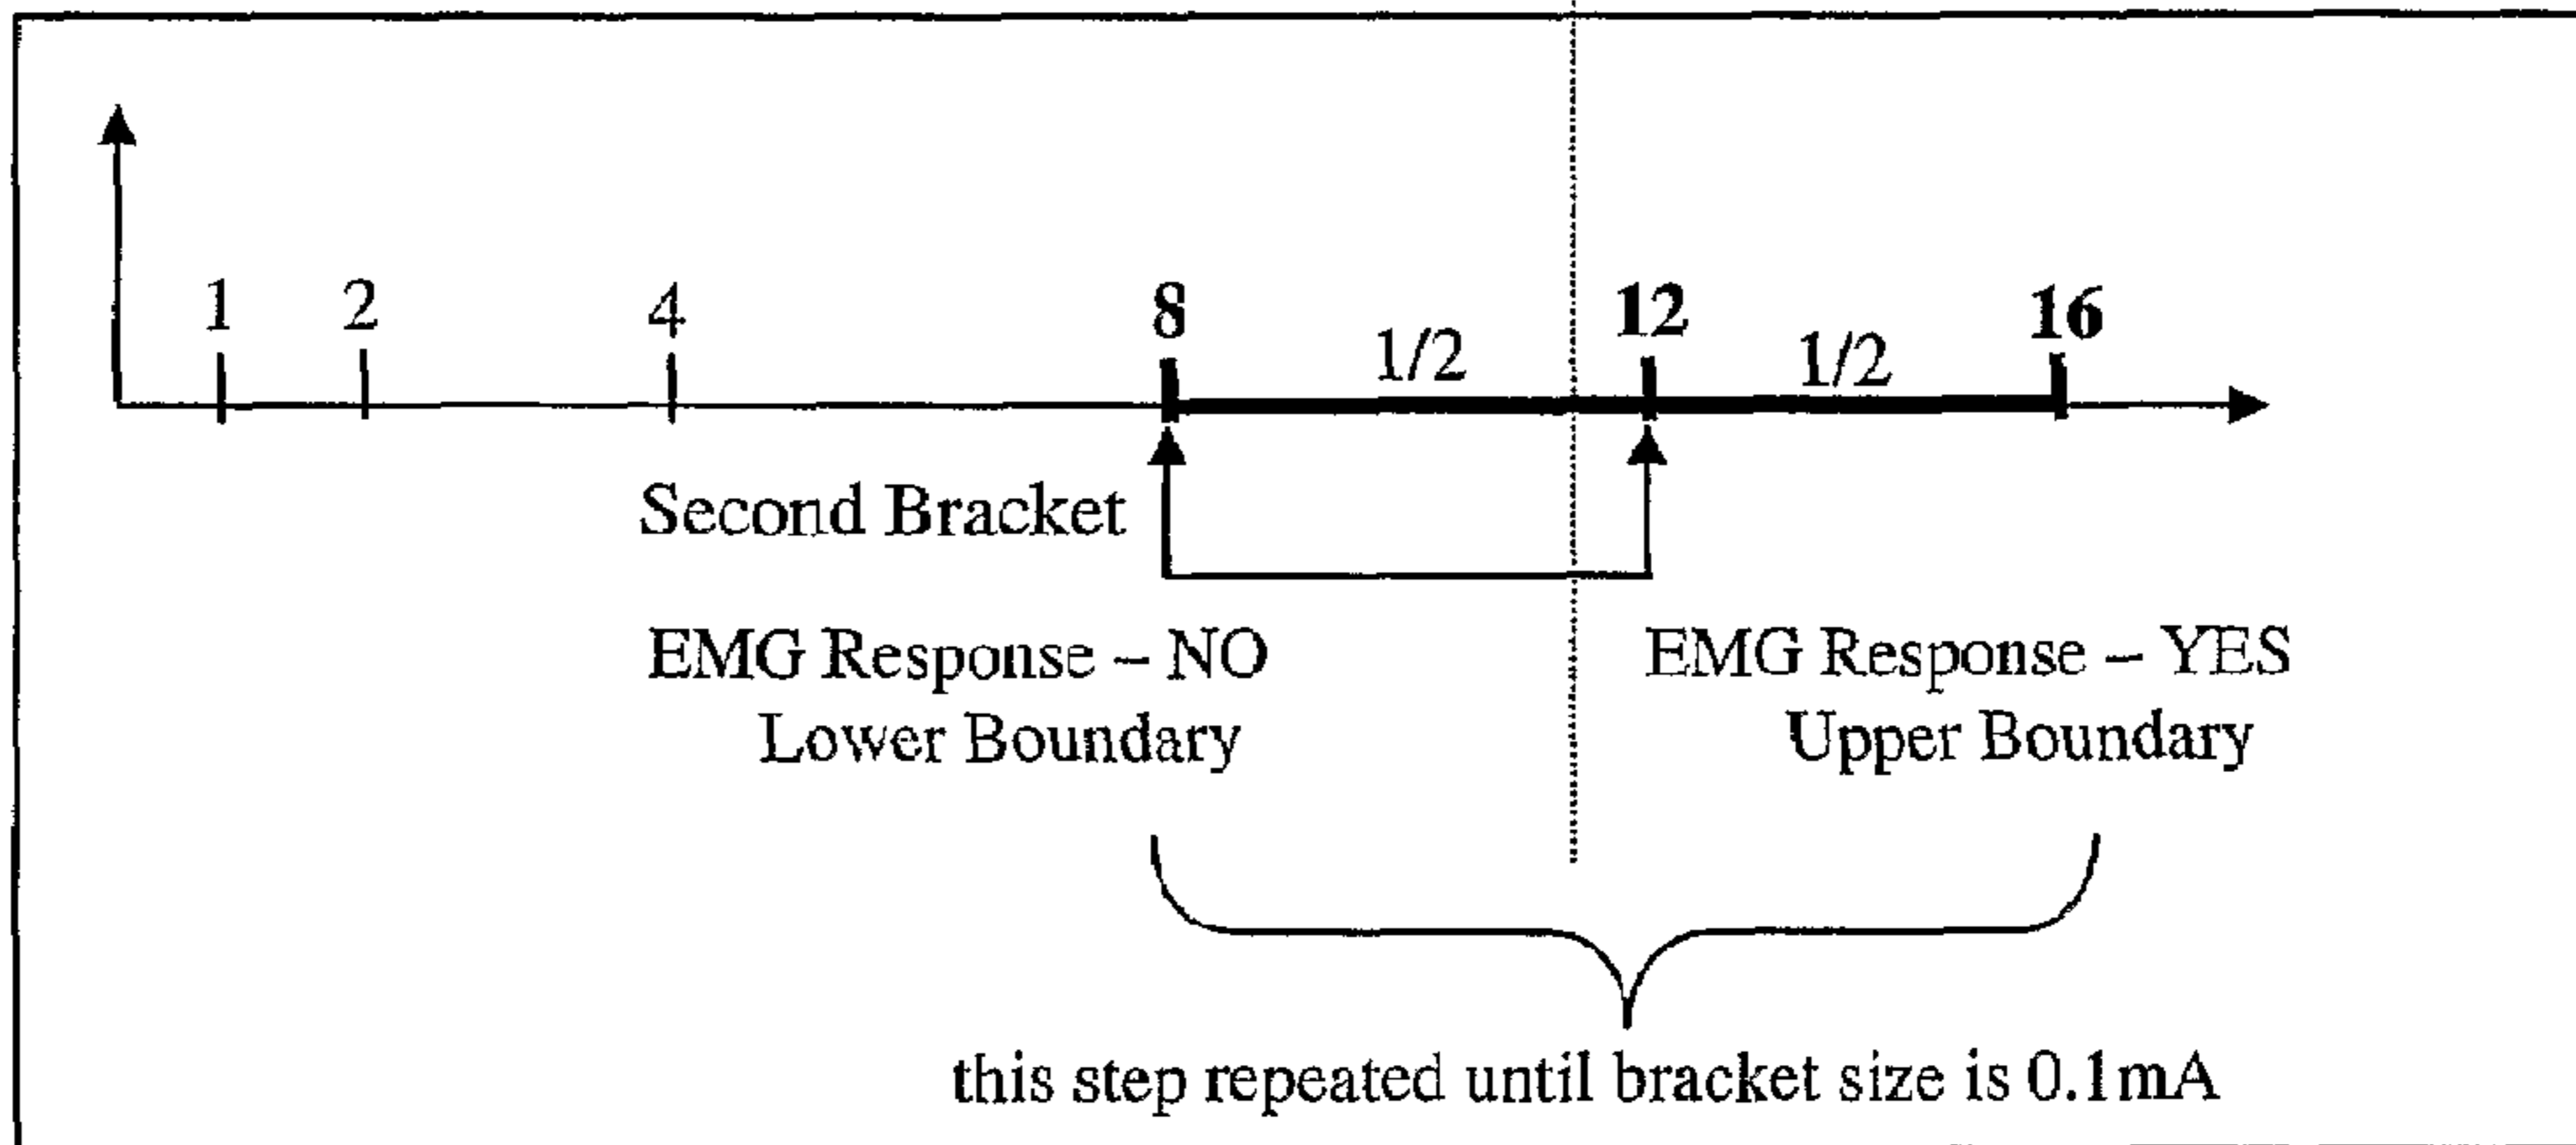 1 2 4 8 12 16
1/2 1/2
Second Bracket
EMG Response – NO
Lower Boundary
EMG Response – YES
Upper Boundary
this step repeated until bracket size is 0.1mA